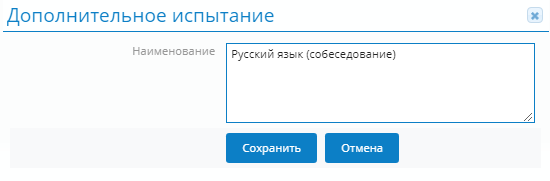 Дополнительное испытание
Наименование
Русский язык (собеседование)
Сохранить
Отмена